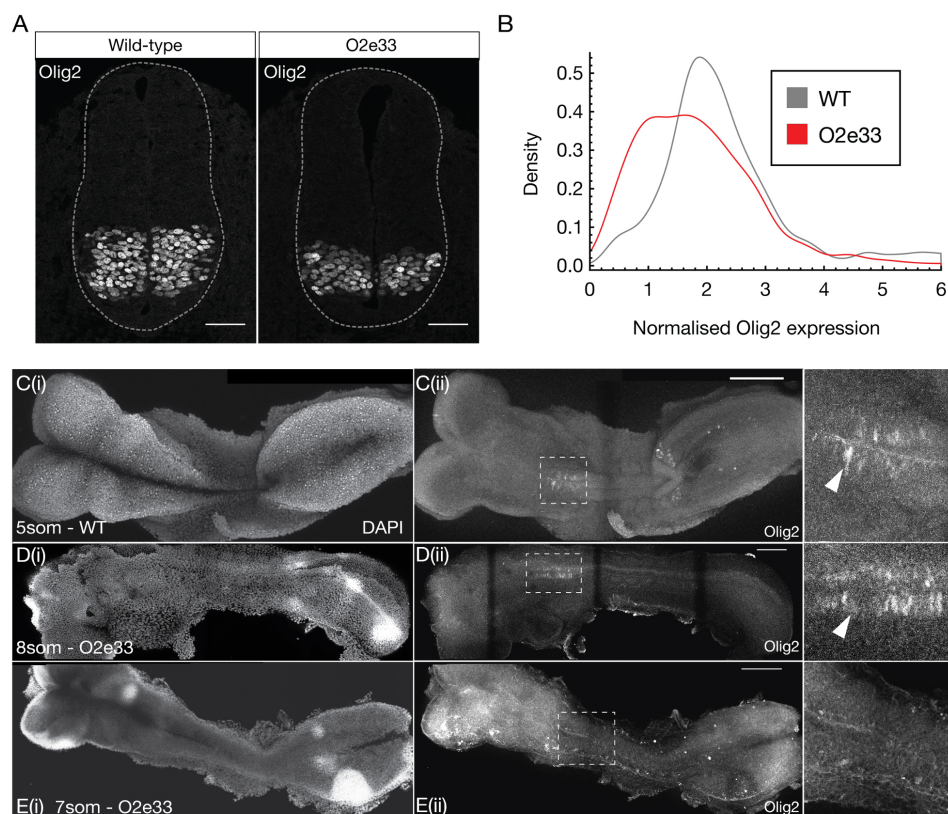 A
Wild-type
O2e33
Olig2
Olig2
B
0.5
0.4
0.3
0.2
0.1
0.0
Density
WT
O2e33
0 1 2 3 4 5 6
Normalised Olig2 expression
C(i)
5som - WT
DAPI
C(ii)
Olig2
D(i)
8som - O2e33
D(ii)
Olig2
E(i) 7som - O2e33
E(ii)
Olig2